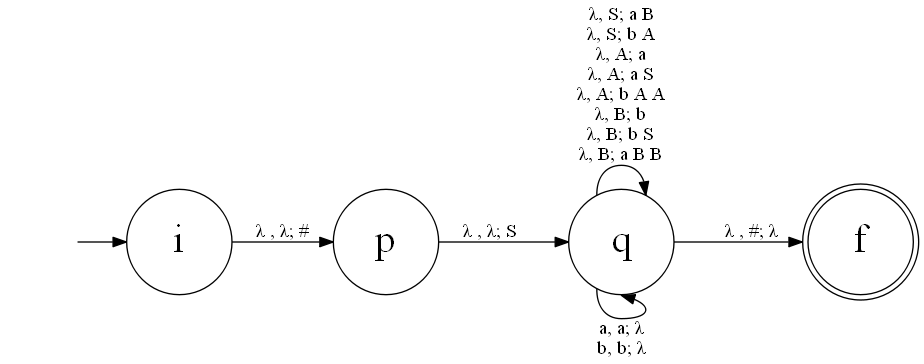 λ, S; a B
λ, S; b A
λ, A; a
λ, A; a S
λ, A; b A A
λ, B; b
λ, B; b S
λ, B; a B B
i
λ , λ; #
p
λ , λ; S
q
λ , #; λ
f
a, a; λ
b, b; λ